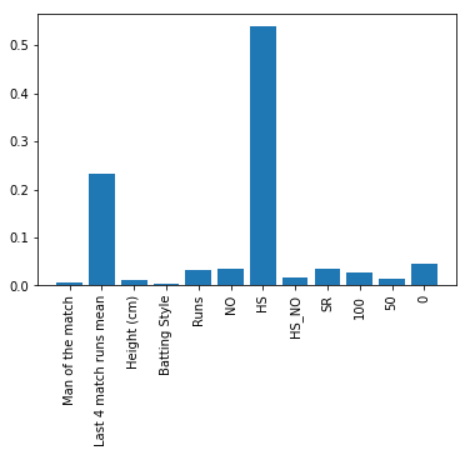 0.5
0.4
0.3
0.2
0.1
0.0
Man of the match
Last 4 match runs mean
Height (cm)
Batting Style
Runs
NO
HS
HS_NO
SR
100
50
0